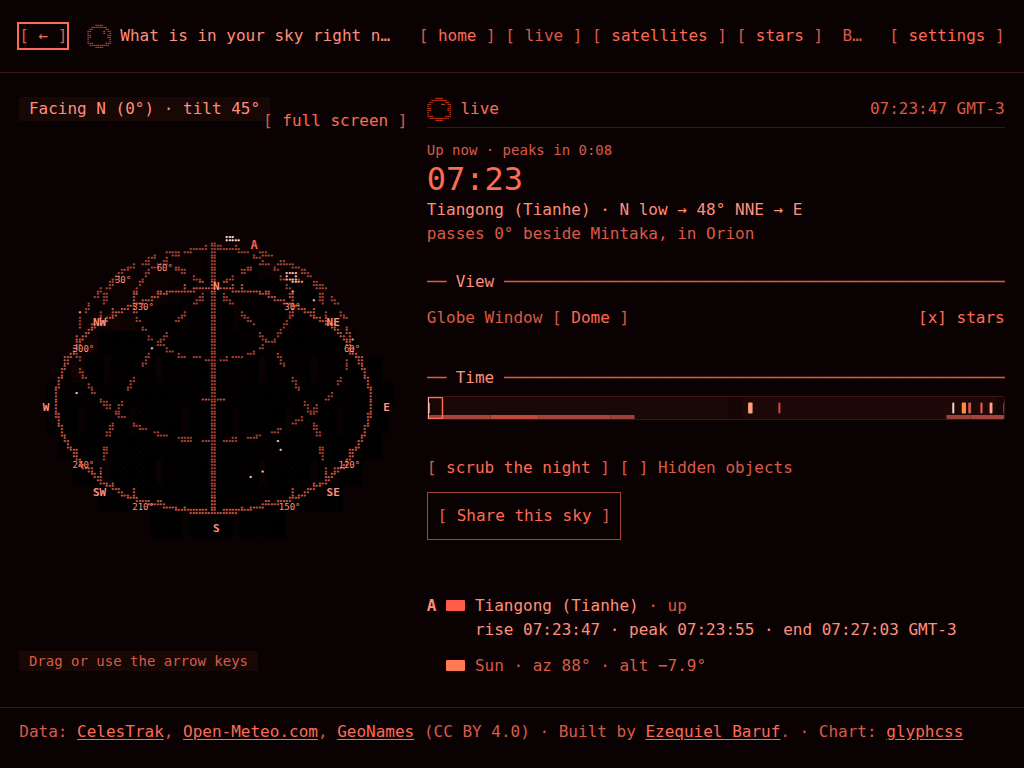 [ ← ] What is in your sky right n… [ home ] [ live ] [ satellites ] [ stars ] B… [ settings ]
Facing N (0°) · tilt 45°
[ full screen ]
live 07:23:47 GMT-3
Up now · peaks in 0:08
07:23
Tiangong (Tianhe) · N low → 48° NNE → E
passes 0° beside Mintaka, in Orion
View
Globe Window [ Dome ] [x] stars
Time
[ scrub the night ] [ ] Hidden objects
[ Share this sky ]
A Tiangong (Tianhe) · up
rise 07:23:47 · peak 07:23:55 · end 07:27:03 GMT-3
Sun · az 88° · alt −7.9°
A
60°
30°
N
330°
30°
NW
NE
300°
60°
W
E
240°
120°
SW
SE
210°
150°
S
Drag or use the arrow keys
Data: CelesTrak, Open-Meteo.com, GeoNames (CC BY 4.0) · Built by Ezequiel Baruf. · Chart: glyphcss